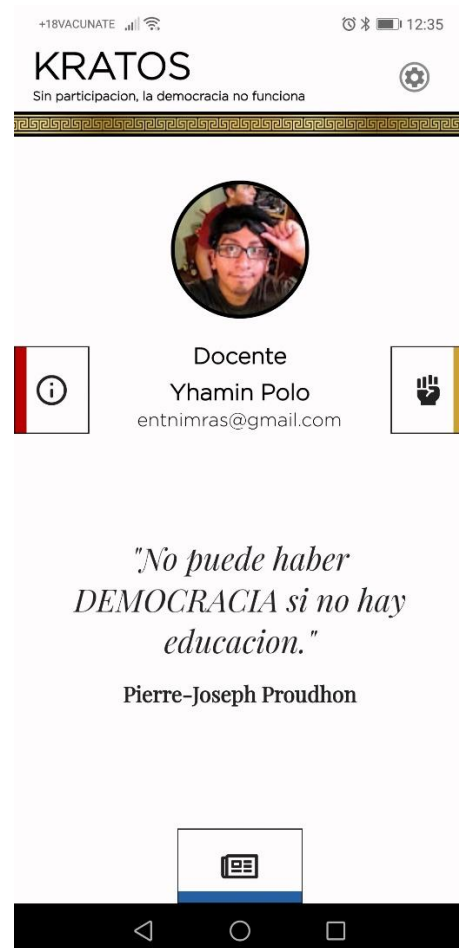 +18VACUNATE 12:35
KRATOS
Sin participacion, la democracia no funciona
Docente
Yhamin Polo
entnimras@gmail.com
"No puede haber
DEMOCRACIA si no hay
educacion."
Pierre-Joseph Proudhon